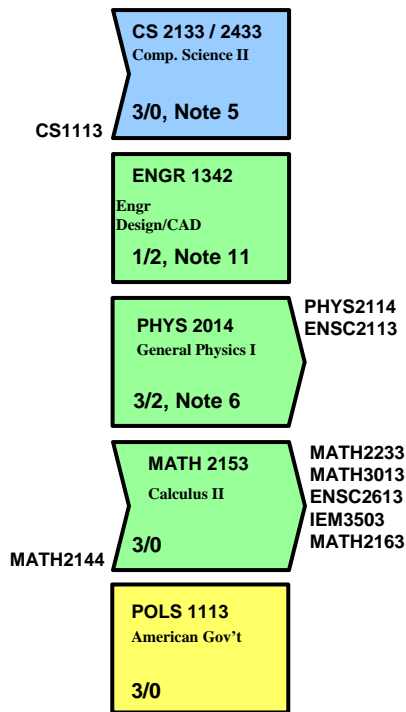 CS 2133 / 2433
Comp. Science II
3/0, Note 5
CS1113
ENGR 1342
Engr
Design/CAD
1/2, Note 11
PHYS 2014
General Physics I
3/2, Note 6
PHYS2114
ENSC2113
MATH 2153
Calculus II
3/0
MATH2144
MATH2233
MATH3013
ENSC2613
IEM3503
MATH2163
POLS 1113
American Gov't
3/0